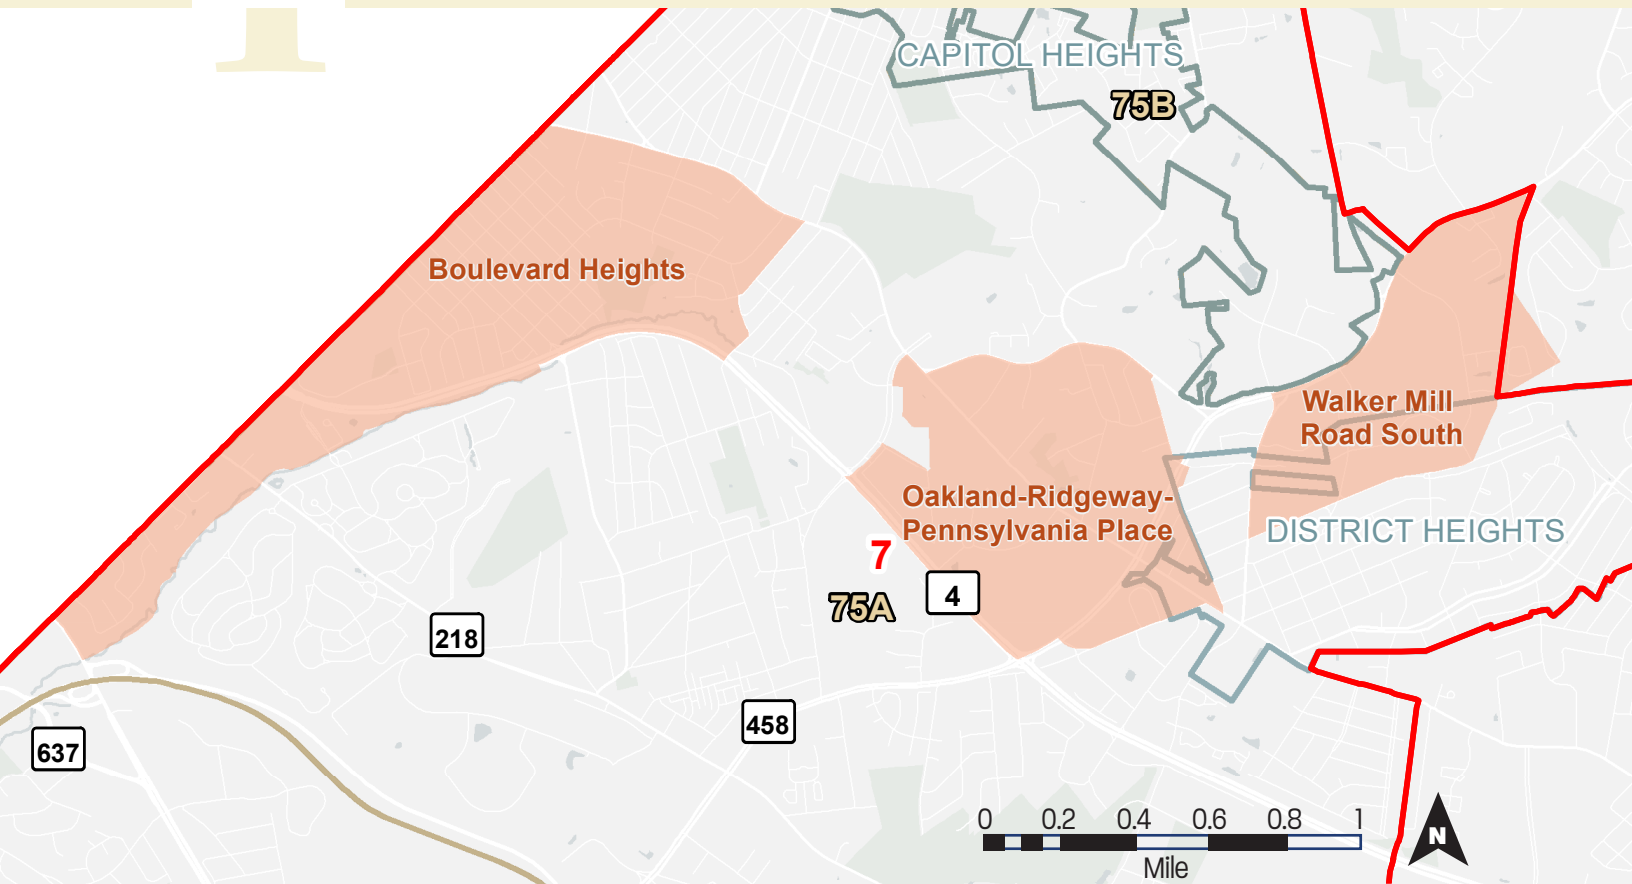 CAPITOL HEIGHTS
75B
Boulevard Heights
Walker Mill
Road South
Oakland-Ridgeway-
Pennsylvania Place
DISTRICT HEIGHTS
7
75A
4
218
458
637
0 0.2 0.4 0.6 0.8 1
Mile
N